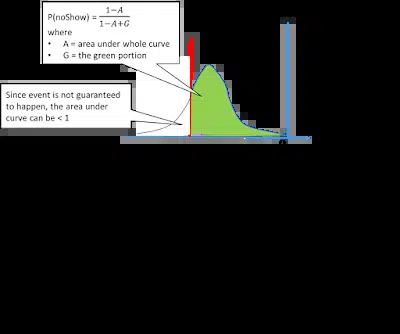 P(noShow) = 1−A / 1−A+G
where
• A = area under whole curve
• G = the green portion
Since event is not guaranteed
to happen, the area under
curve can be < 1